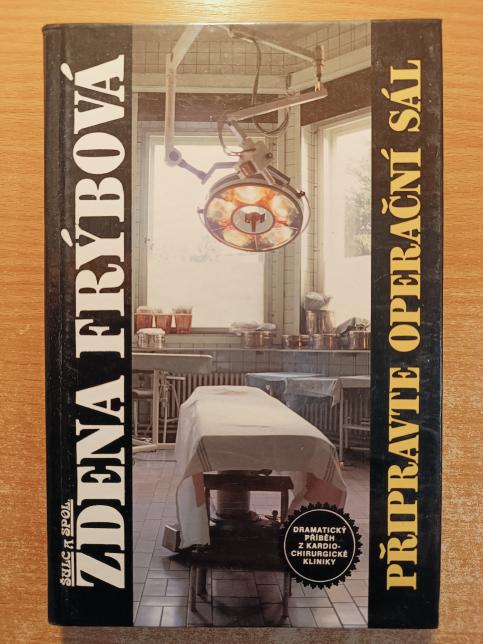 ŠULC A SPOL.
ZDENA FRÝBOVÁ
PŘIPRAVTE OPERAČNÍ SÁL
DRAMATICKÝ
PŘÍBĚH
Z KARDIO-
CHIRURGICKÉ
KLINIKY